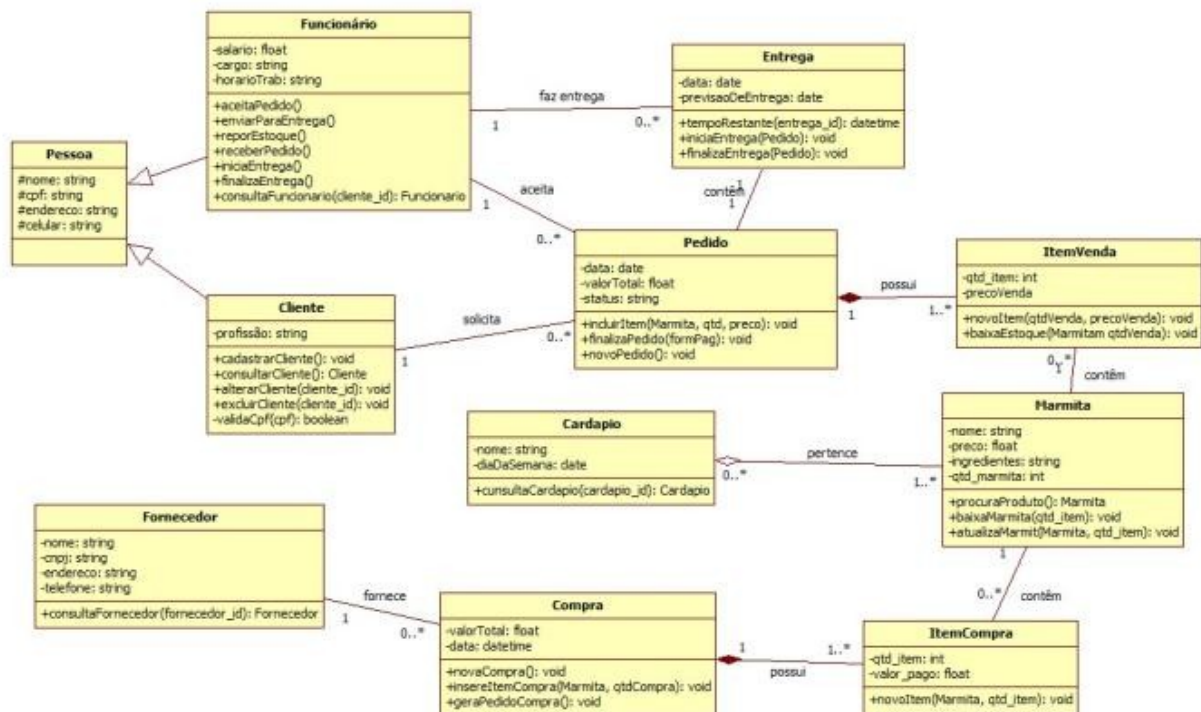 Funcionário
-salario: float
-cargo: string
-horarioTrab: string
+aceitaPedido()
+enviarParaEntrega()
+reporEstoque()
+receberPedido()
+iniciaEntrega()
+finalizaEntrega()
+consultaFuncionario(cliente_id): Funcionario
faz entrega
1
0..*
Entrega
-data: date
-previsaoDeEntrega: date
+tempoRestante(entrega_id): datetime
+iniciaEntrega(Pedido): void
+finalizaEntrega(Pedido): void
Pessoa
#nome: string
#cpf: string
#endereco: string
#celular: string
aceita
1
0..*
contêm
1
1
Pedido
-data: date
-valorTotal: float
-status: string
+incluirItem(Marmita, qtd, preco): void
+finalizaPedido(formPag): void
+novoPedido(): void
possui
1
1..*
ItemVenda
-qtd_item: int
-precoVenda
+novoItem(qtdVenda, precoVenda): void
+baixaEstoque(Marmitam qtdVenda): void
Cliente
-profissão: string
+cadastrarCliente(): void
+consultarCliente(): Cliente
+alterarCliente(cliente_id): void
+excluirCliente(cliente_id): void
-validaCpf(cpf): boolean
solicita
1
0..*
0..*
1
contêm
Cardapio
-nome: string
-diaDaSemana: date
+cunsultaCardapio(cardapio_id): Cardapio
pertence
0..*
1..*
Marmita
-nome: string
-preco: float
-ingredientes: string
-qtd_marmita: int
+procuraProduto(): Marmita
+baixaMarmita(qtd_item): void
+atualizaMarmit(Marmita, qtd_item): void
Fornecedor
-nome: string
-cnpj: string
-endereco: string
-telefone: string
+consultaFornecedor(fornecedor_id): Fornecedor
fornece
1
0..*
Compra
-valorTotal: float
-data: datetime
+novaCompra(): void
+insereItemCompra(Marmita, qtdCompra): void
+geraPedidoCompra(): void
1
1..*
possui
1
0..*
contêm
ItemCompra
-qtd_item: int
-valor_pago: float
+novoItem(Marmita, qtd_item): void